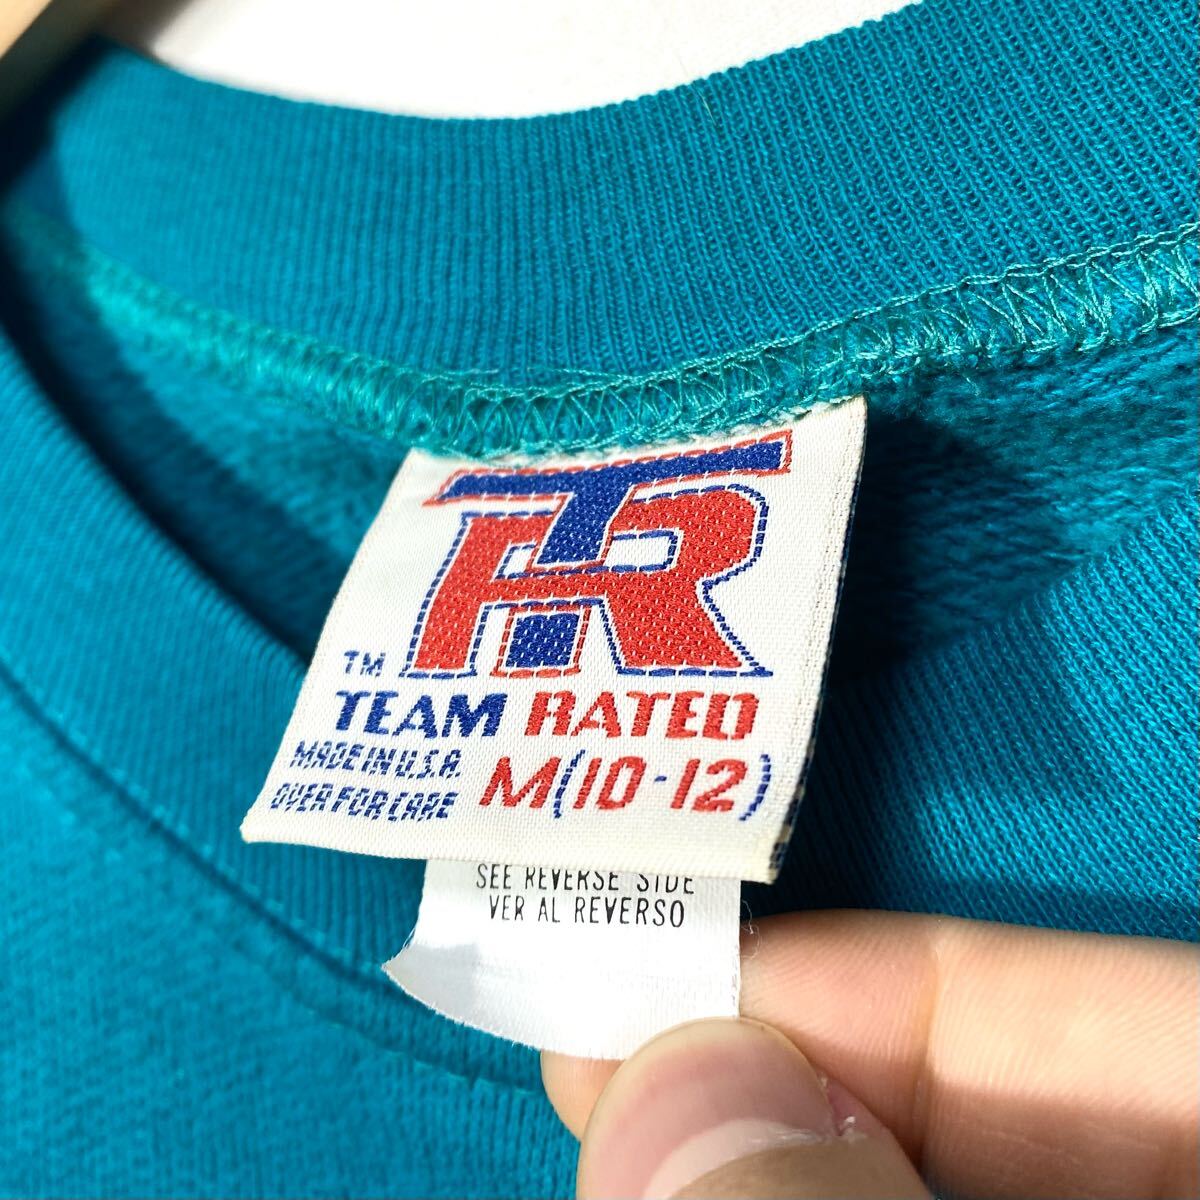 TR
TM
TEAM RATED
MADE IN U.S.A.
OVER FOR CARE
M(10-12)
SEE REVERSE SIDE
VER AL REVERSO